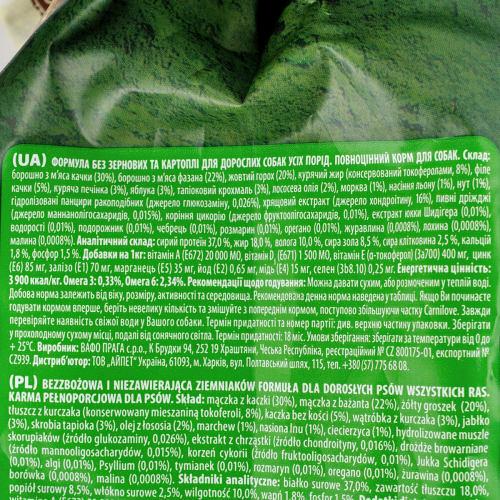 (UA) ФОРМУЛА БЕЗ ЗЕРНОВИХ ТА КАРТОПЛІ ДЛЯ ДОРОСЛИХ СОБАК УСІХ ПОРІД. ПОВНОЦІННИЙ КОРМ ДЛЯ СОБАК. Склад:
борошно з м'яса качки (30%), борошно з м'яса фазана (22%), жовтий горох (20%), курячий жир (консервований токоферолами, 8%), філе
качки (5%), куряча печінка (3%), яблука (3%), тапіоковий крохмаль (3%), лососева олія (2%), морква (1%), насіння льону (1%), нут (1%),
гідролізовані панцири ракоподібних (джерело глюкозаміну, 0,026%), хрящовий екстракт (джерело хондроітину, 16%), пивні дріжджі
(джерело маннанолігосахаридів, 0,015%), коріння цикорію (джерело фруктоолігосахаридів, 0,01%), екстракт юкки Шидігера (0,01%),
водорості (0,01%), подорожник (0,01%), чебрець (0,01%), розмарин (0,01%), орегано (0,01%), журавлина (0,0008%), лохина (0,0008%),
малина (0,0008%). Аналітичний склад: сирий протеїн 37,0%, жир 18,0%, волога 10,0%, сира зола 8,5%, сира клітковина 2,5%, кальцій
1,8%, фосфор 1,5%. Добавки на 1кг: вітамін А (E672) 20 000 МО, вітамін D₃ (E671) 1 500 МО, вітамін Е (α-токоферол) (3a700) 400 мг, цинк
(E6) 85 мг, залізо (E1) 70 мг, марганець (E5) 35 мг, йод (E2) 0,65 мг, мідь (E4) 15 мг, селен (3b8.10) 0,25 мг. Енергетична цінність:
3 900 ккал/кг. Омега 3: 0,33%, Омега 6: 2,34%. Рекомендації щодо годування: Можна давати сухим, або розмоченим у теплій воді.
Добова норма залежить від віку, розміру, активності та середовища. Рекомендована денна норма наведена у таблиці. Якщо Ви починаєте
годувати кормом вперше, беріть невелику кількість та змішуйте з попереднім кормом, поступово збільшуючи частку Carnilove. Завжди
перевіряйте наявність свіжої води у Вашого собаки. Термін придатності та номер партії: див. верхню частину упаковки. Зберігати
у прохолодному сухому місці, подалі від сонячного світла. Термін придатності: 18 міс. Умови зберігання: зберігати за температури від 0 до
+ 25°C. Виробник: ВАФО ПРАГА с.р.о., К Брудки 94, 252 19 Храштяни, Чеська Республіка, реєстраційний № CZ 800175-01, експортний №
CZ939. Дистриб'ютор: ТОВ „АЙПЕТ" Україна, 61093, м. Харків, вул. Полтавський шлях, 115, тел. +380 (57) 775 68 08.
(PL) BEZZBOŻOWA I NIEZAWIERAJĄCA ZIEMNIAKÓW FORMUŁA DLA DOROSŁYCH PSÓW WSZYSTKICH RAS.
KARMA PEŁNOPORCJOWA DLA PSÓW. Skład: mączka z kaczki (30%), mączka z bażanta (22%), żółty groszek (20%),
tłuszcz z kurczaka (konserwowany mieszaniną tokoferoli, 8%), kaczka bez kości (5%), wątróbka z kurczaka (3%), jabłko
(3%), skrobia tapioka (3%), olej z łososia (2%), marchew (1%), nasiona lnu (1%), ciecierzyca (1%), hydrolizowane muszle
skorupiaków (źródło glukozaminy, 0,026%), ekstrakt z chrząstki (źródło chondroityny, 0,016%), drożdże browarniane
(źródło mannooligosacharydów, 0,015%), korzeń cykorii (źródło fruktooligosacharydów, 0,01%), Jukka Schidigera
(0,01%), algi (0,01%), Psyllium (0,01%), tymianek (0,01%), rozmaryn (0,01%), oregano (0,01%), żurawina (0,0008%),
borówka (0,0008%), malina (0,0008%). Składniki analityczne: białko surowe 37,0%, zawartość tłuszczu 18,0%,
popiół surowy 8,5%, włókno surowe 2,5%, wilgotność 10,0%, wapń 1,8%, fosfor 1,5%.